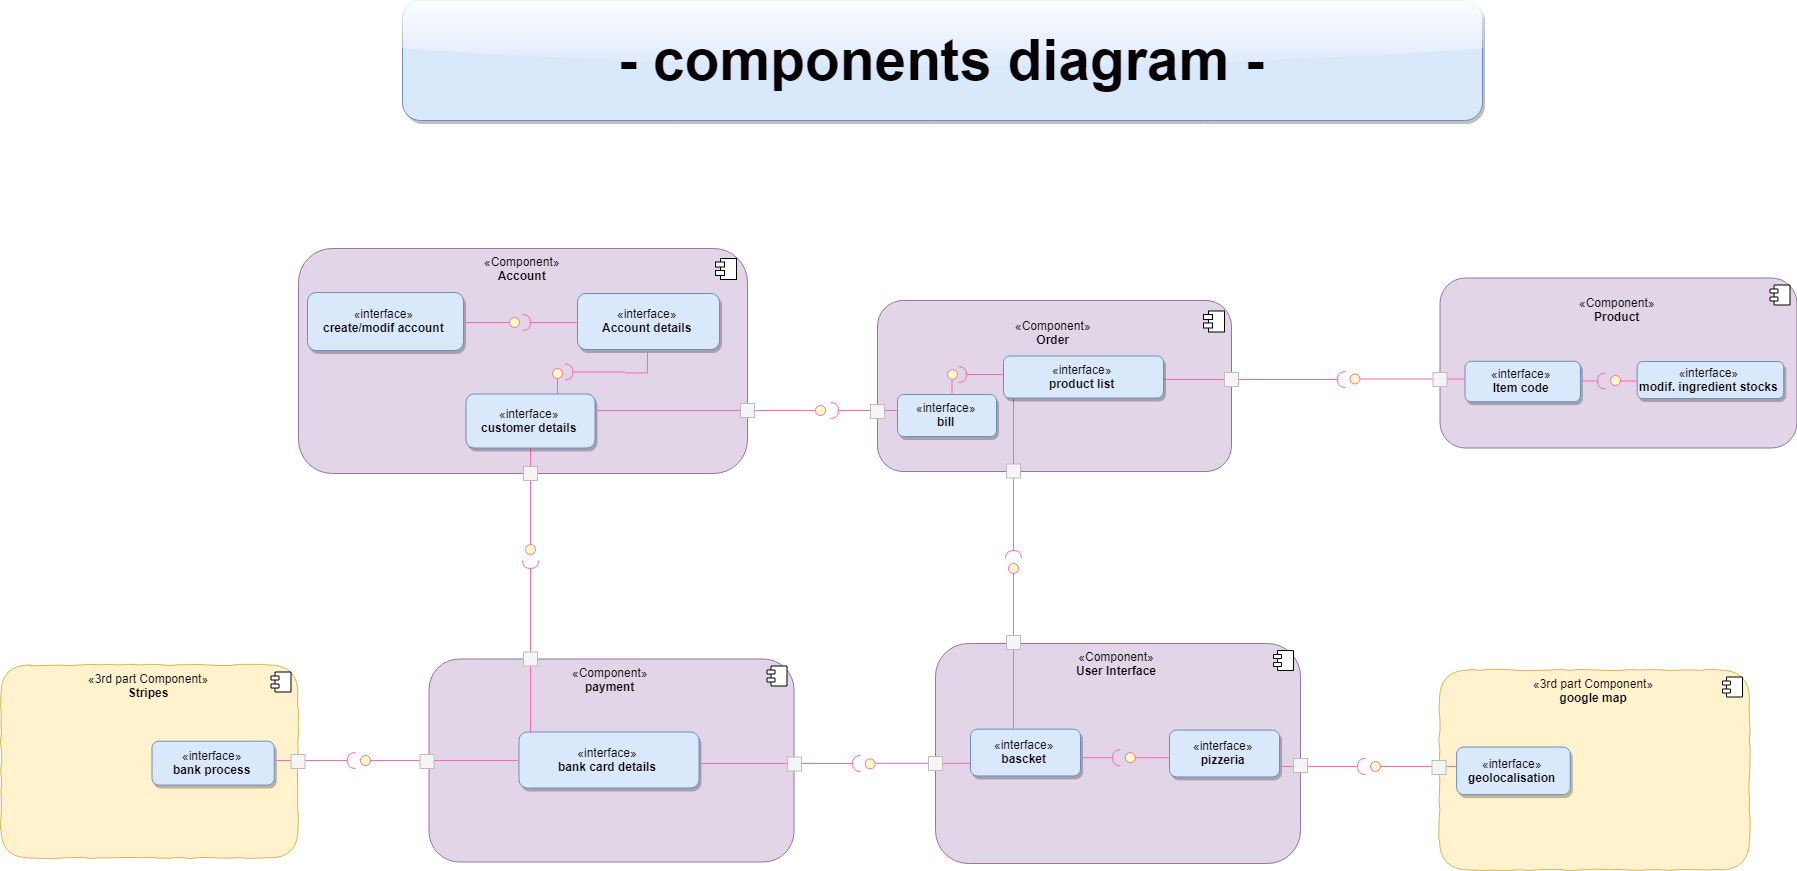 - components diagram -
«Component»
Account
«interface»
create/modif account
«interface»
Account details
«interface»
customer details
«Component»
Order
«interface»
product list
«interface»
bill
«Component»
Product
«interface»
Item code
«interface»
modif. ingredient stocks
«3rd part Component»
Stripes
«interface»
bank process
«Component»
payment
«interface»
bank card details
«Component»
User Interface
«interface»
bascket
«interface»
pizzeria
«3rd part Component»
google map
«interface»
geolocalisation